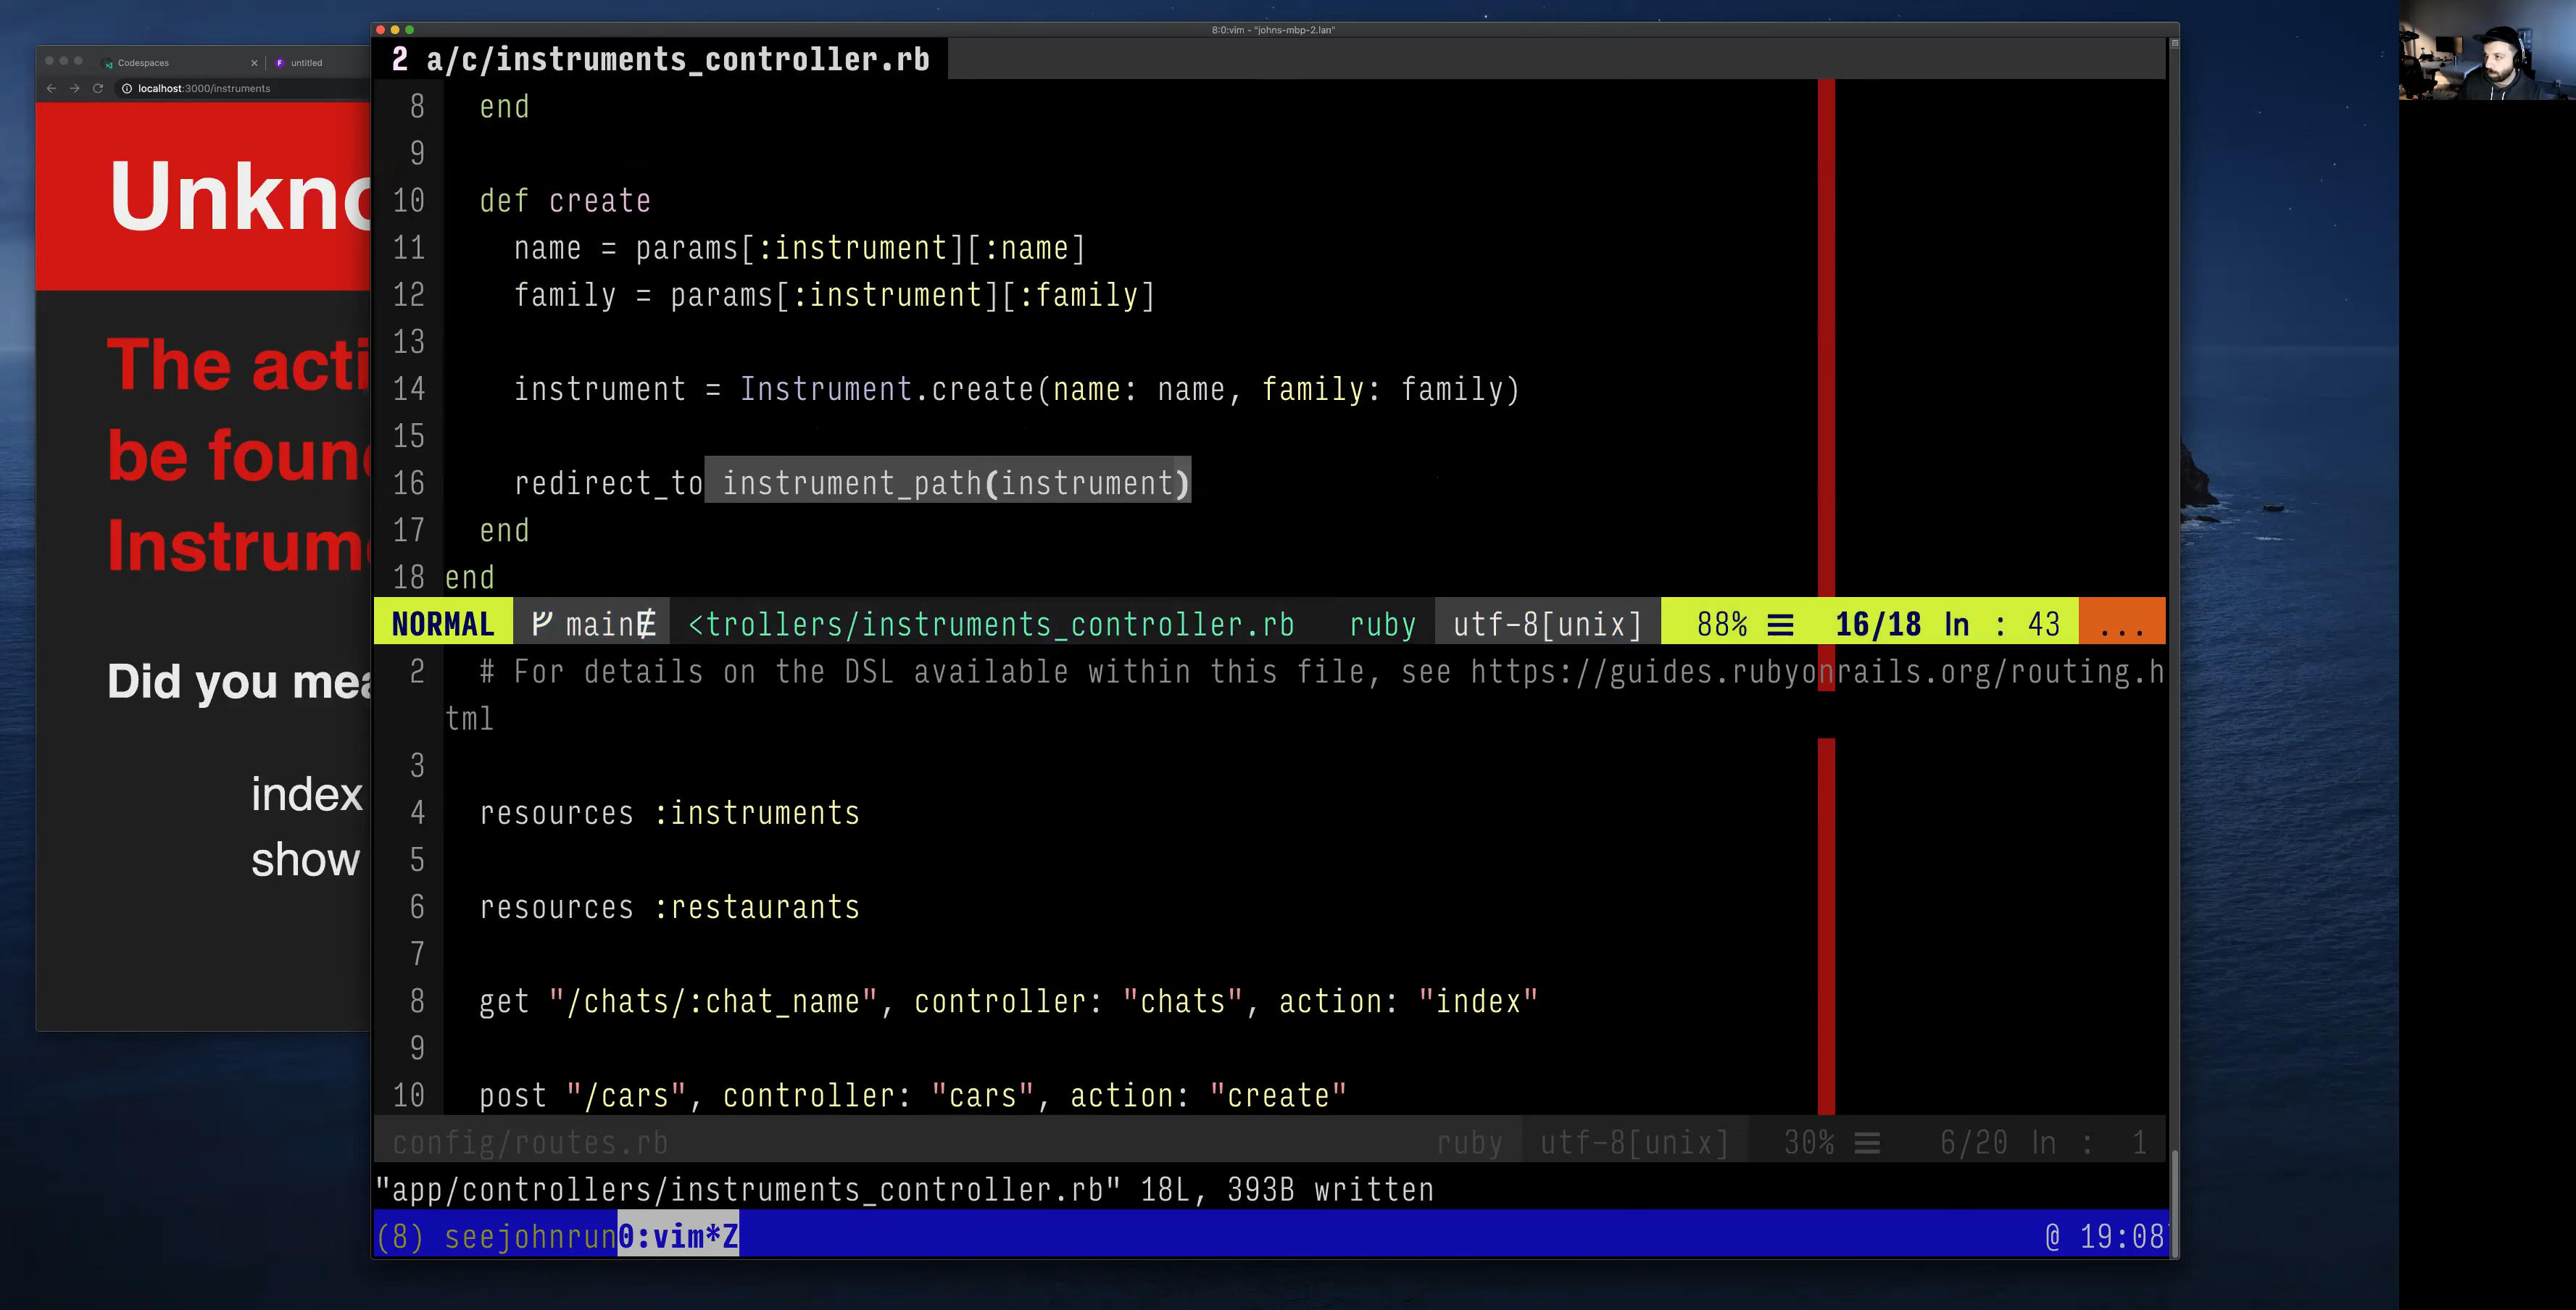 8:0:vim - "johns-mbp-2.lan"
Codespaces
untitled
localhost:3000/instruments
2 a/c/instruments_controller.rb
8 end
9
10 def create
11 name = params[:instrument][:name]
12 family = params[:instrument][:family]
13
14 instrument = Instrument.create(name: name, family: family)
15
16 redirect_to instrument_path(instrument)
17 end
18 end
NORMAL main <trollers/instruments_controller.rb ruby utf-8[unix] 88% ☰ 16/18 ln : 43 ...
2 # For details on the DSL available within this file, see https://guides.rubyonrails.org/routing.h
tml
3
4 resources :instruments
5
6 resources :restaurants
7
8 get "/chats/:chat_name", controller: "chats", action: "index"
9
10 post "/cars", controller: "cars", action: "create"
config/routes.rb ruby utf-8[unix] 30% ☰ 6/20 ln : 1
"app/controllers/instruments_controller.rb" 18L, 393B written
(8) seejohnrun 0:vim*Z @ 19:08
Unkno
The acti
be foun
Instrum
Did you mea
index
show